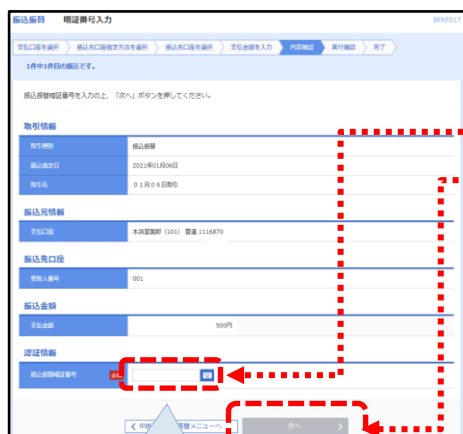 振込振替 暗証番号入力 BFKF017
支払口座を選択 振込先口座指定方法を選択 振込先口座を選択 支払金額を入力 内容確認 実行確認 完了
1件中1件目の振込です。
振込振替暗証番号を入力の上、「次へ」ボタンを押してください。
取引情報
取引種別 振込振替
振込指定日 2021年01月06日
取引名 01月06日取引
振込元情報
支払口座 本店営業部(101) 普通 1116870
振込先口座
受取人番号 001
振込金額
支払金額 500円
認証情報
振込振替暗証番号
替メニューへ 次へ